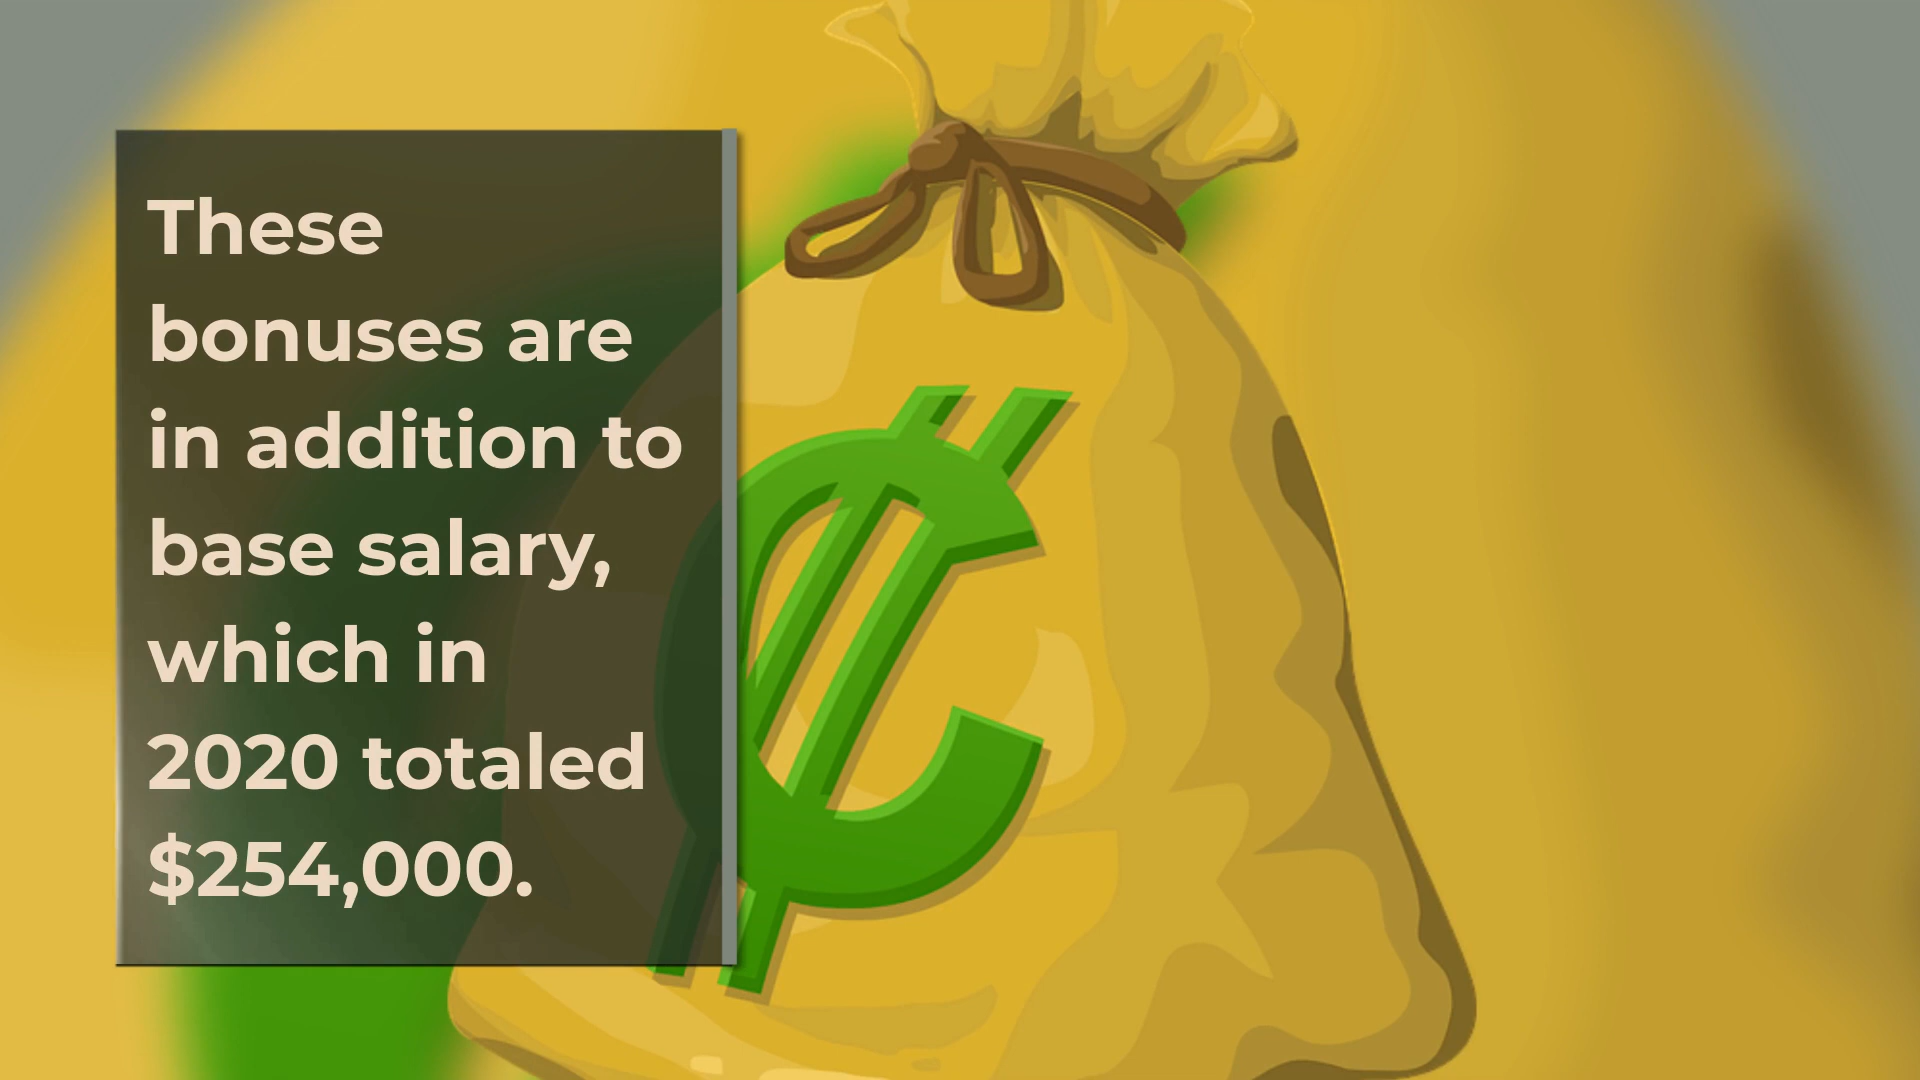 These
bonuses are
in addition to
base salary,
which in
2020 totaled
$254,000.
₡